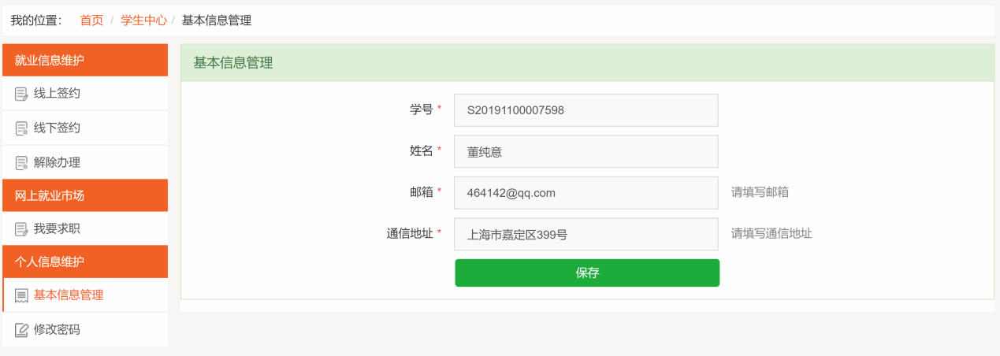 我的位置： 首页 / 学生中心 / 基本信息管理
就业信息维护
线上签约
线下签约
解除办理
网上就业市场
我要求职
个人信息维护
基本信息管理
修改密码
基本信息管理
学号 * S20191100007598
姓名 * 董纯意
邮箱 * 464142@qq.com 请填写邮箱
通信地址 * 上海市嘉定区399号 请填写通信地址
保存